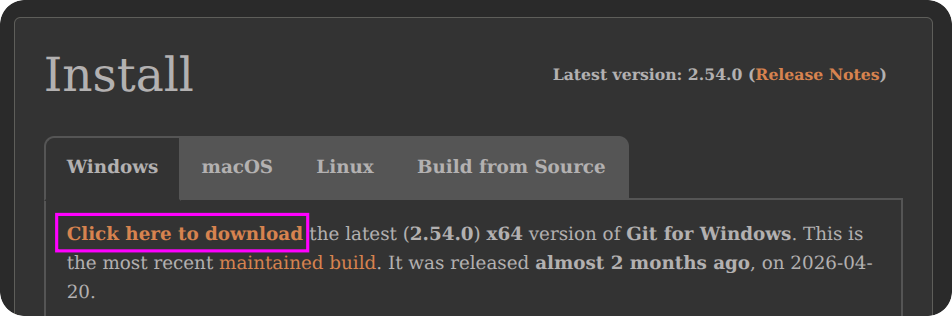 Install
Latest version: 2.54.0 (Release Notes)
Windows
macOS
Linux
Build from Source
Click here to download the latest (2.54.0) x64 version of Git for Windows. This is
the most recent maintained build. It was released almost 2 months ago, on 2026-04-
20.